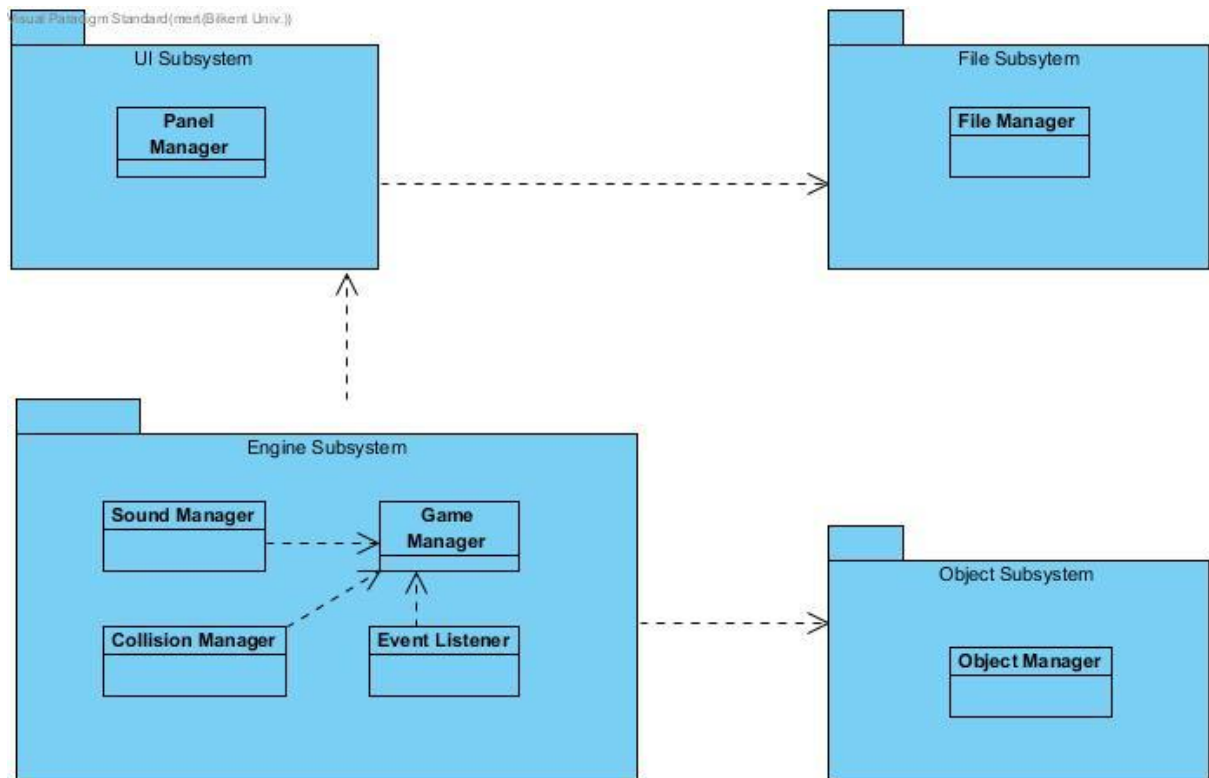 Visual Paradigm Standard(mert(Bilkent Univ.))
UI Subsystem
Panel
Manager
File Subsytem
File Manager
Engine Subsystem
Sound Manager
Game
Manager
Collision Manager
Event Listener
Object Subsystem
Object Manager